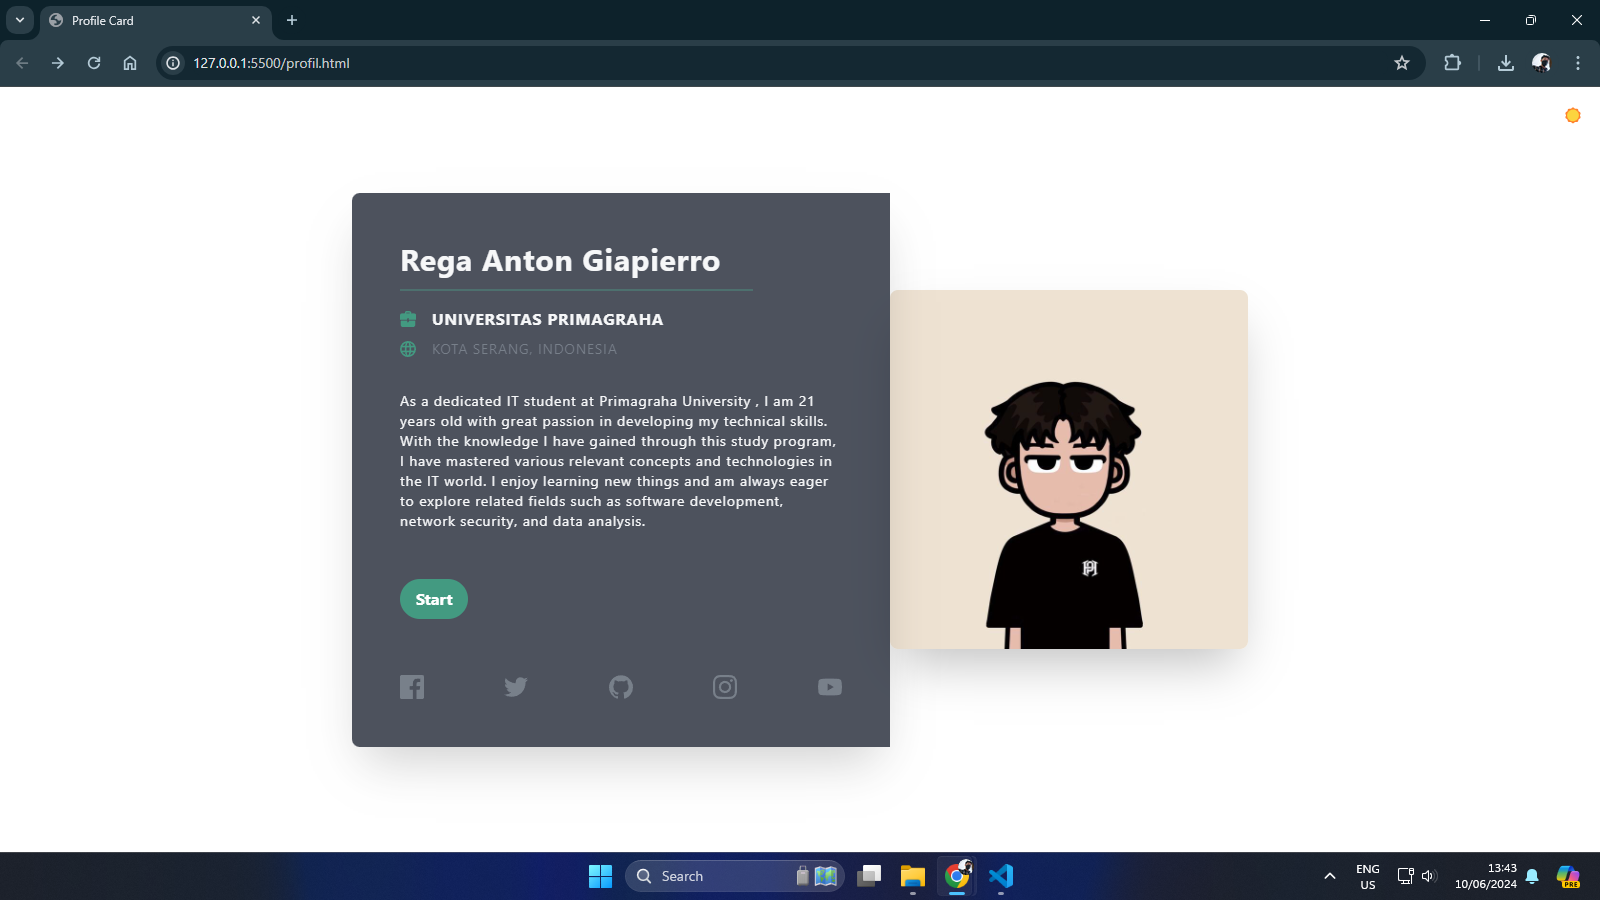 Profile Card
127.0.0.1:5500/profil.html
Rega Anton Giapierro
UNIVERSITAS PRIMAGRAHA
KOTA SERANG, INDONESIA
As a dedicated IT student at Primagraha University , I am 21
years old with great passion in developing my technical skills.
With the knowledge I have gained through this study program,
I have mastered various relevant concepts and technologies in
the IT world. I enjoy learning new things and am always eager
to explore related fields such as software development,
network security, and data analysis.
Start
Search
ENG
US
13:43
10/06/2024
PRE